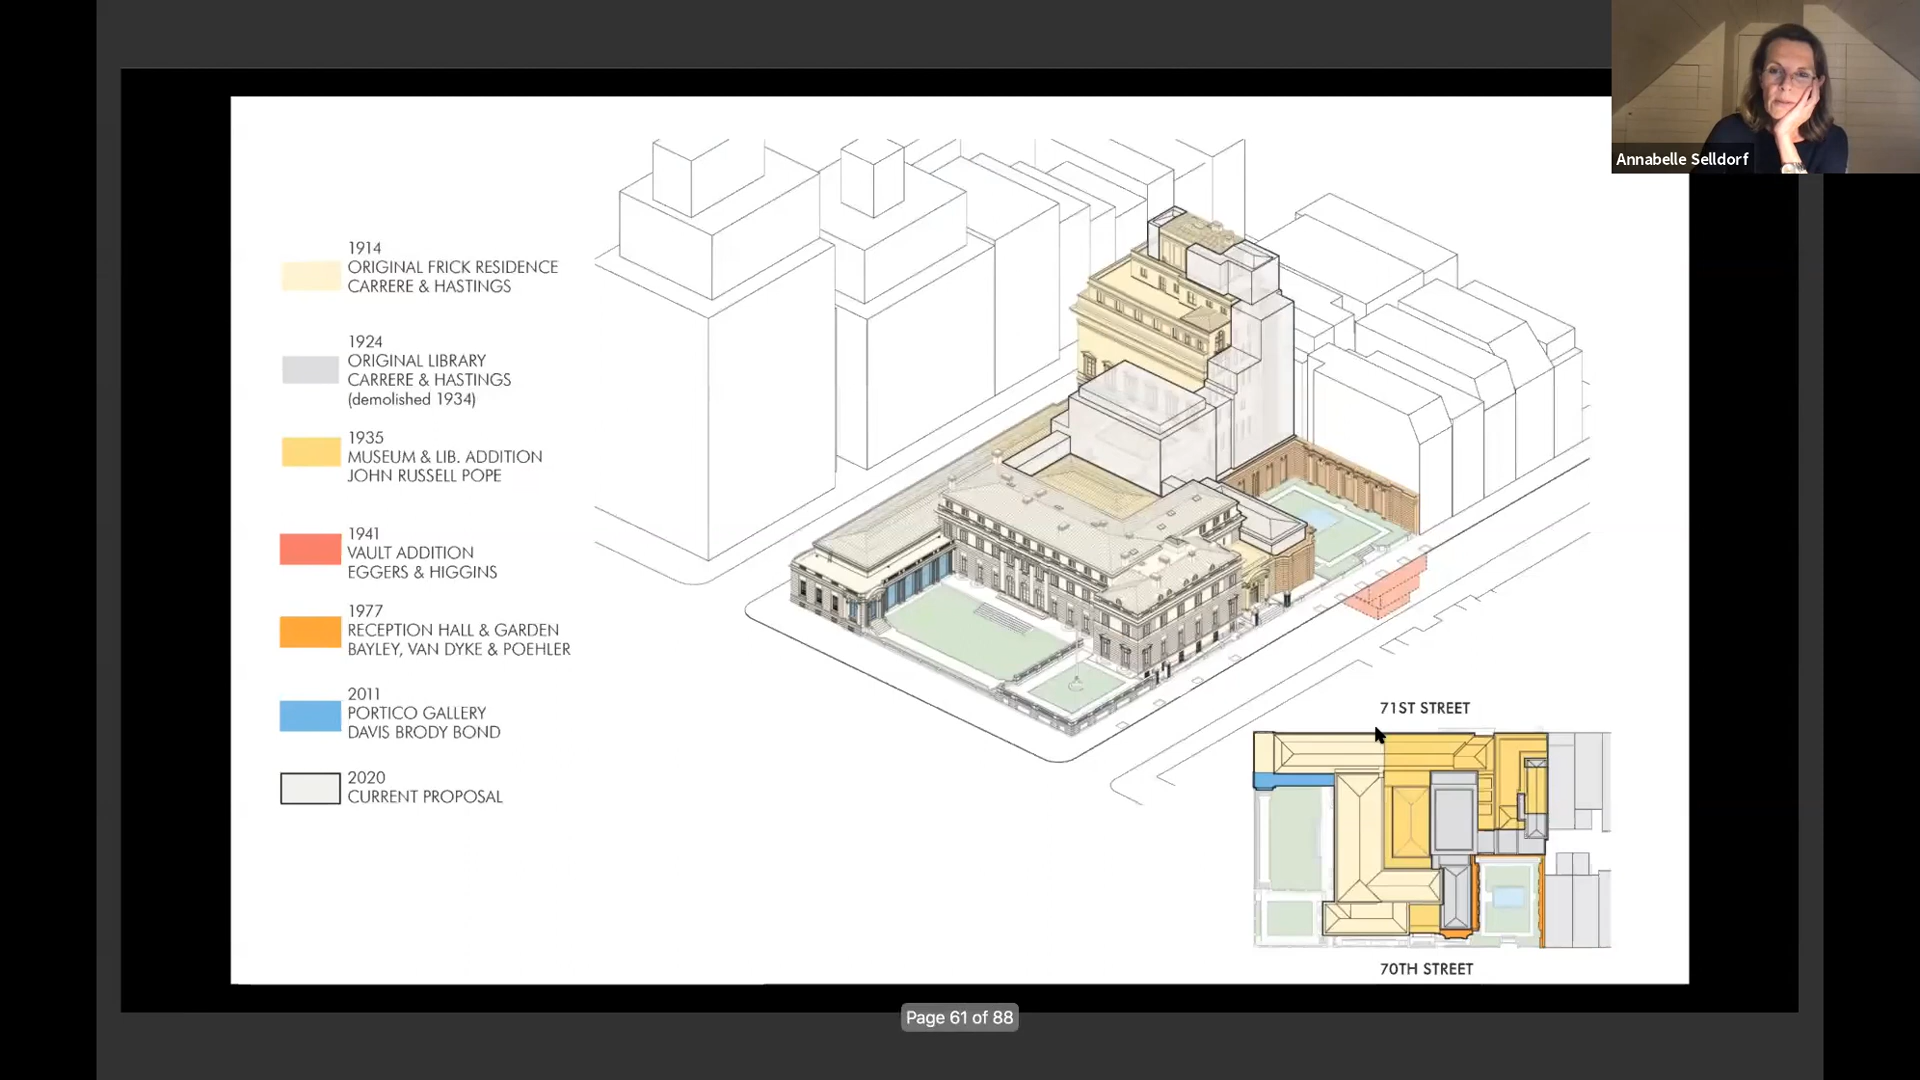 Annabelle Selldorf
1914
ORIGINAL FRICK RESIDENCE
CARRERE & HASTINGS
1924
ORIGINAL LIBRARY
CARRERE & HASTINGS
(demolished 1934)
1935
MUSEUM & LIB. ADDITION
JOHN RUSSELL POPE
1941
VAULT ADDITION
EGGERS & HIGGINS
1977
RECEPTION HALL & GARDEN
BAYLEY, VAN DYKE & POEHLER
2011
PORTICO GALLERY
DAVIS BRODY BOND
2020
CURRENT PROPOSAL
71ST STREET
70TH STREET
Page 61 of 88